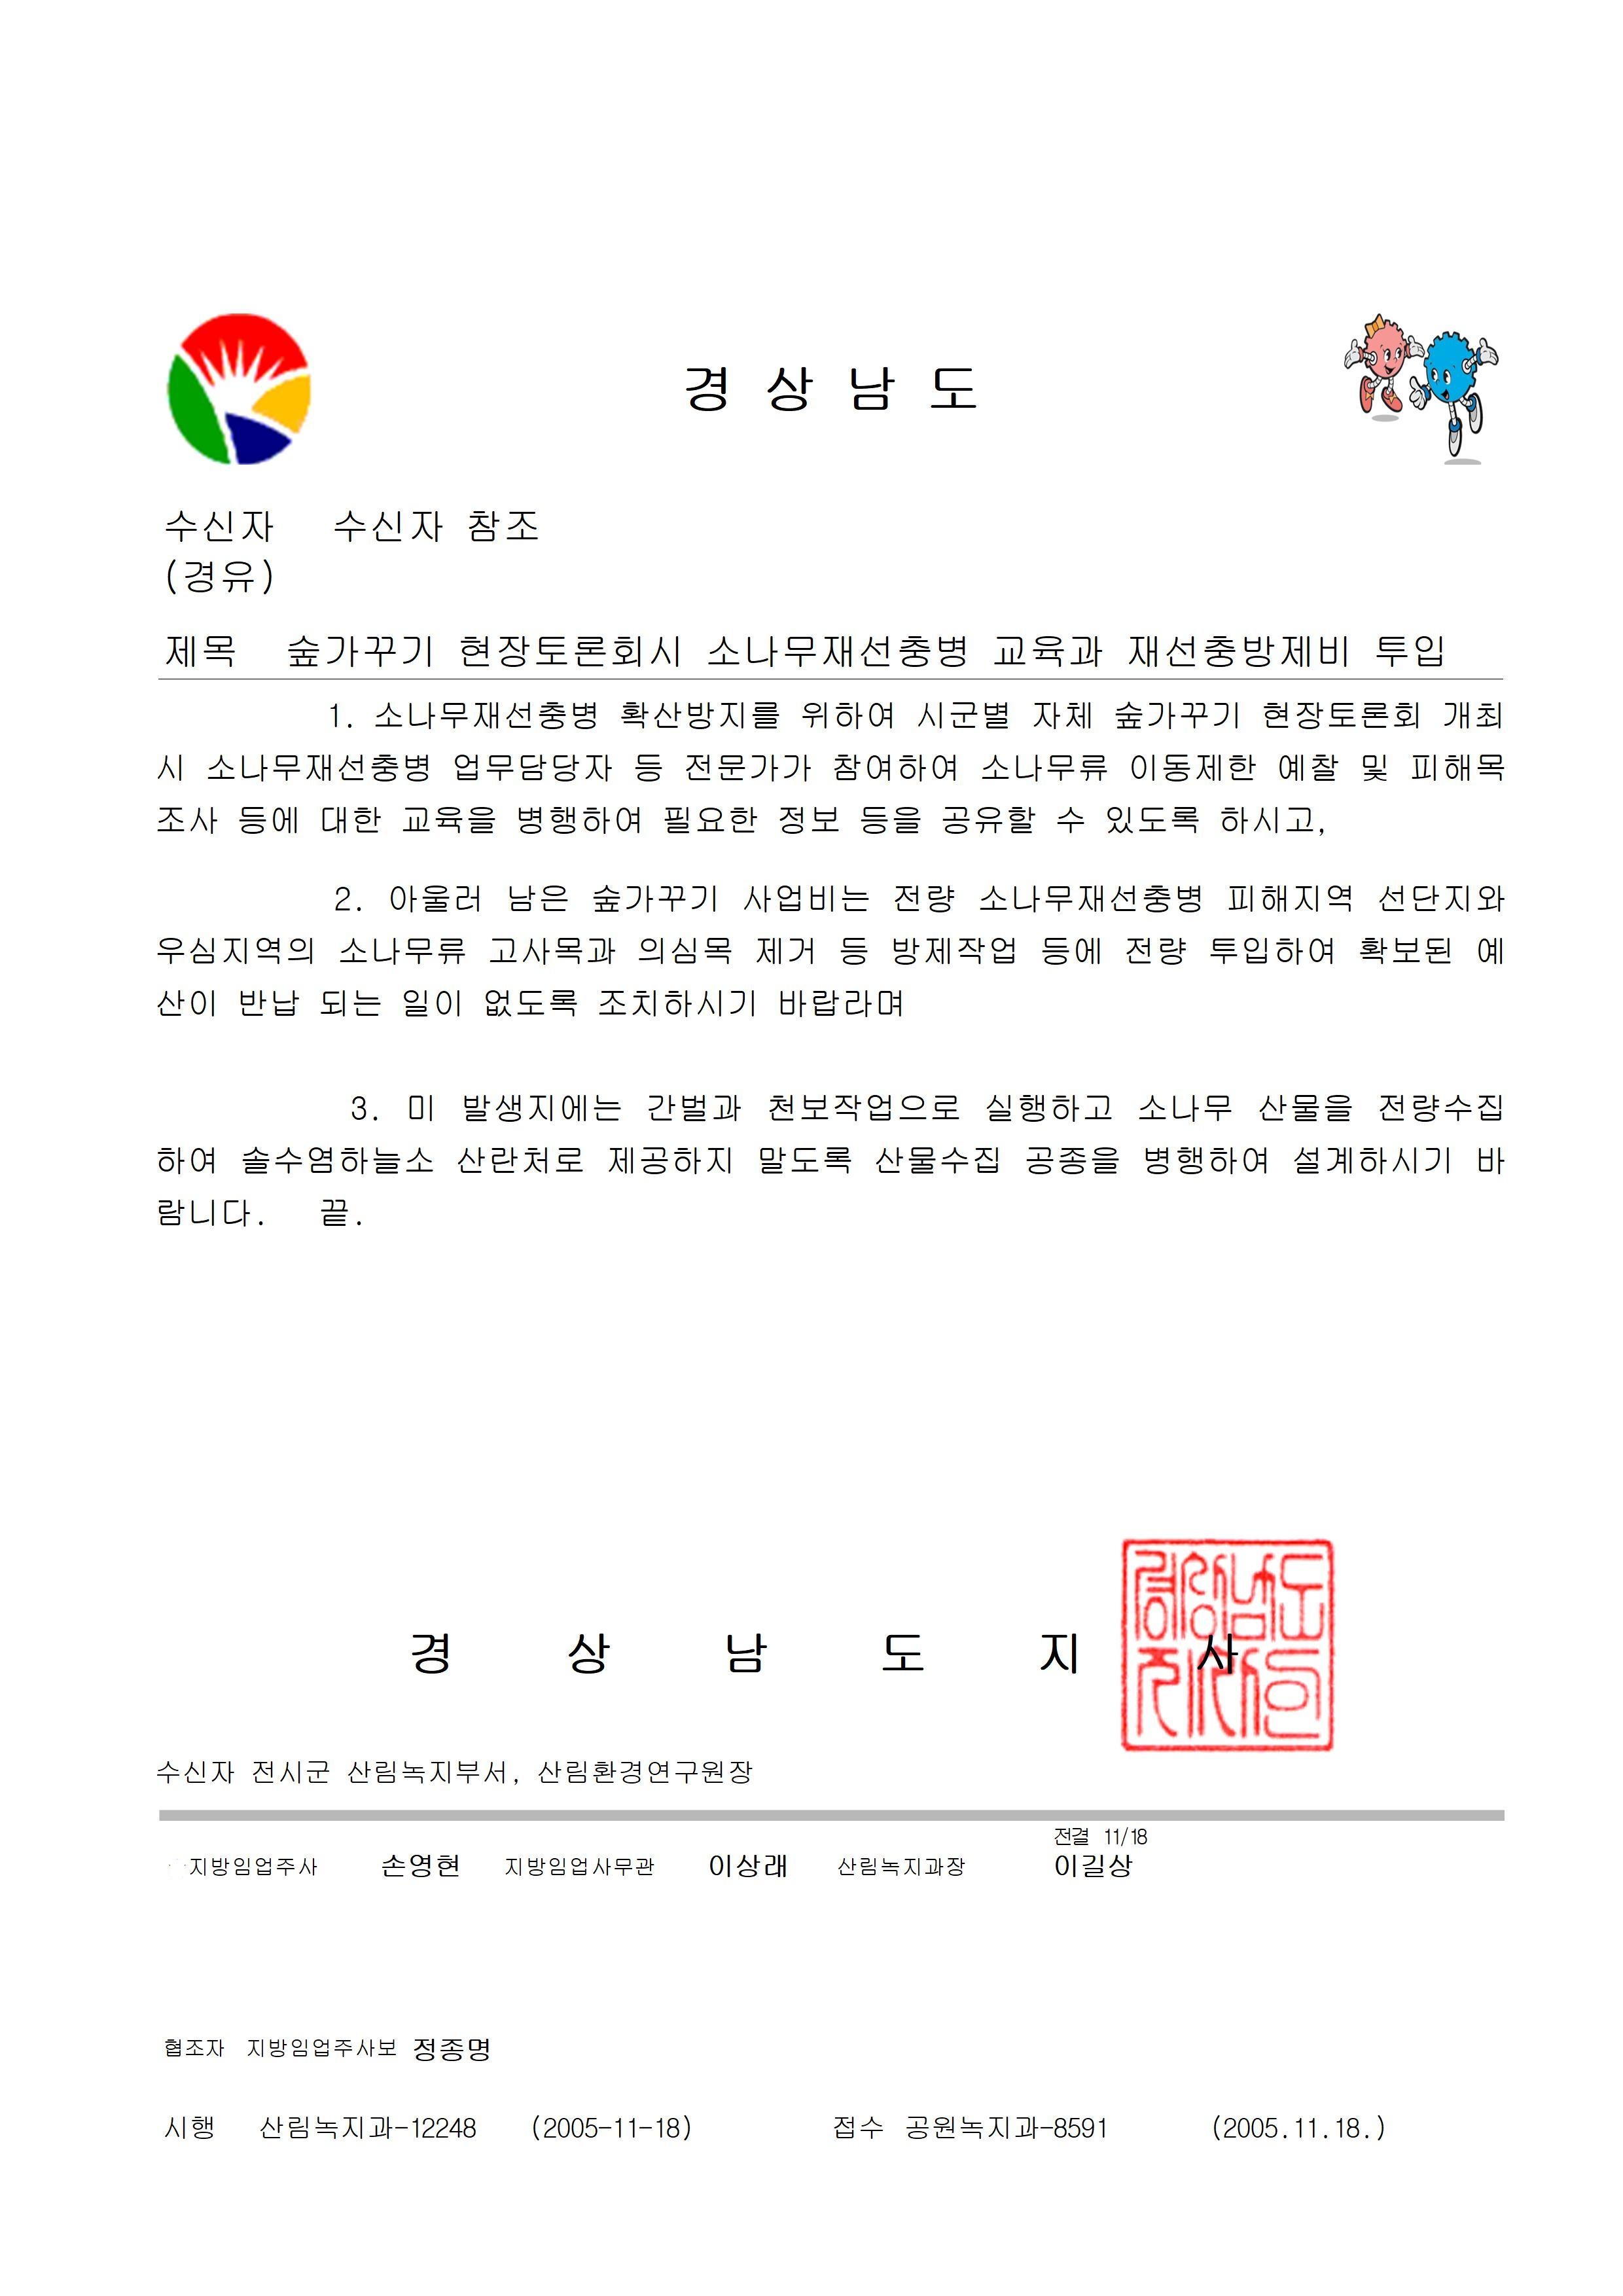 경 상 남 도
수신자 수신자 참조
(경유)
제목 숲가꾸기 현장토론회시 소나무재선충병 교육과 재선충방제비 투입
1. 소나무재선충병 확산방지를 위하여 시군별 자체 숲가꾸기 현장토론회 개최
시 소나무재선충병 업무담당자 등 전문가가 참여하여 소나무류 이동제한 예찰 및 피해목
조사 등에 대한 교육을 병행하여 필요한 정보 등을 공유할 수 있도록 하시고,
2. 아울러 남은 숲가꾸기 사업비는 전량 소나무재선충병 피해지역 선단지와
우심지역의 소나무류 고사목과 의심목 제거 등 방제작업 등에 전량 투입하여 확보된 예
산이 반납 되는 일이 없도록 조치하시기 바랍라며
3. 미 발생지에는 간벌과 천보작업으로 실행하고 소나무 산물을 전량수집
하여 솔수염하늘소 산란처로 제공하지 말도록 산물수집 공종을 병행하여 설계하시기 바
람니다. 끝.
경 상 남 도 지 사
수신자 전시군 산림녹지부서, 산림환경연구원장
전결 11/18
지방임업주사 손영현 지방임업사무관 이상래 산림녹지과장 이길상
협조자 지방임업주사보 정종명
시행 산림녹지과-12248 (2005-11-18) 접수 공원녹지과-8591 (2005.11.18.)